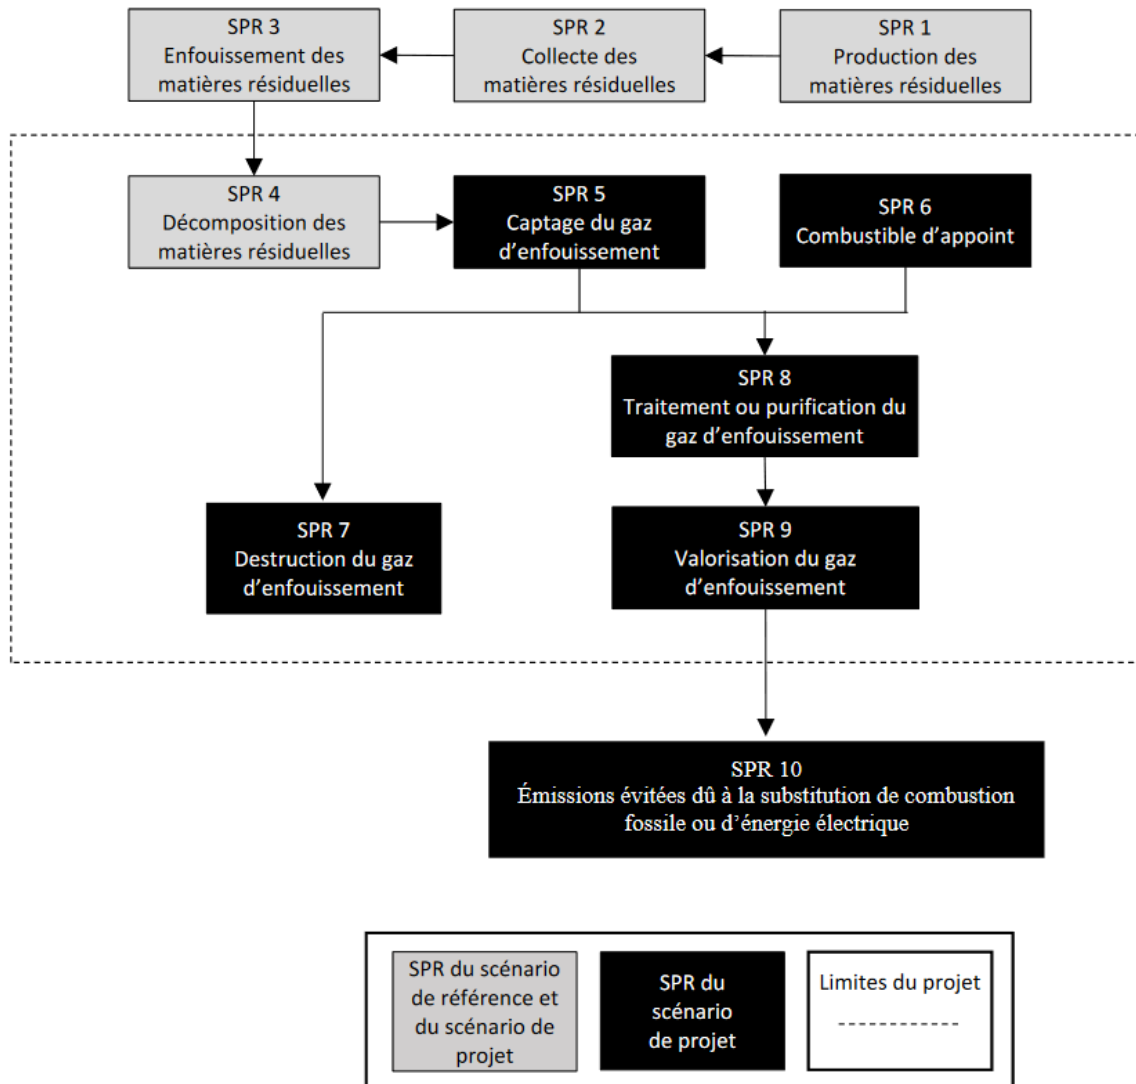 SPR 3
Enfouissement des
matières résiduelles
SPR 2
Collecte des
matières résiduelles
SPR 1
Production des
matières résiduelles
SPR 4
Décomposition des
matières résiduelles
SPR 5
Captage du gaz
d’enfouissement
SPR 6
Combustible d’appoint
SPR 8
Traitement ou purification du
gaz d’enfouissement
SPR 7
Destruction du gaz
d’enfouissement
SPR 9
Valorisation du gaz
d’enfouissement
SPR 10
Émissions évitées dû à la substitution de combustion
fossile ou d’énergie électrique
SPR du scénario
de référence et
du scénario de
projet
SPR du
scénario
de projet
Limites du projet